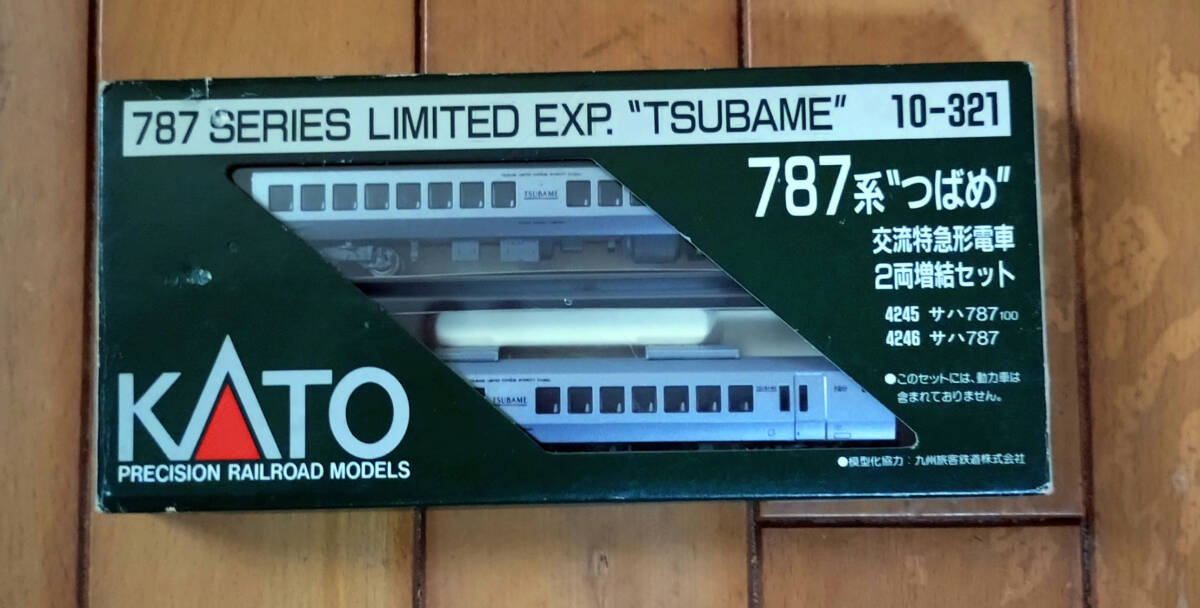 787 SERIES LIMITED EXP. "TSUBAME" 10-321
787系"つばめ"
交流特急形電車
2両増結セット
4245 サハ787 100
4246 サハ787
●このセットには、動力車は
含まれておりません。
●模型化協力：九州旅客鉄道株式会社
KATO
PRECISION RAILROAD MODELS
TSUBAME
TSUBAME